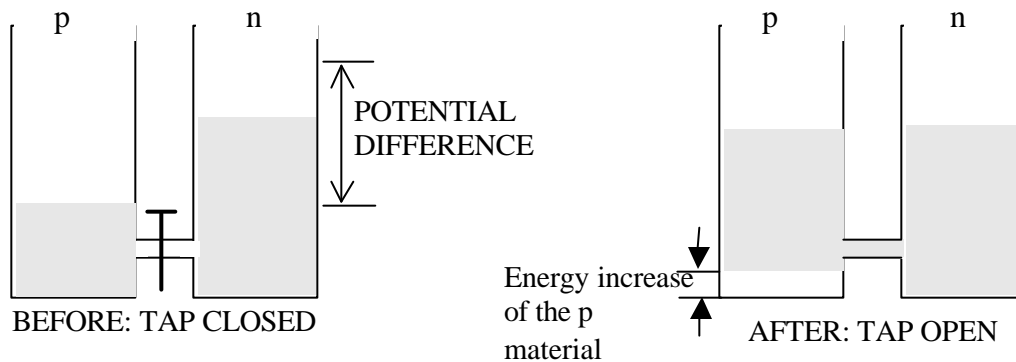 p
n
POTENTIAL
DIFFERENCE
BEFORE: TAP CLOSED
p
n
Energy increase
of the p
material
AFTER: TAP OPEN